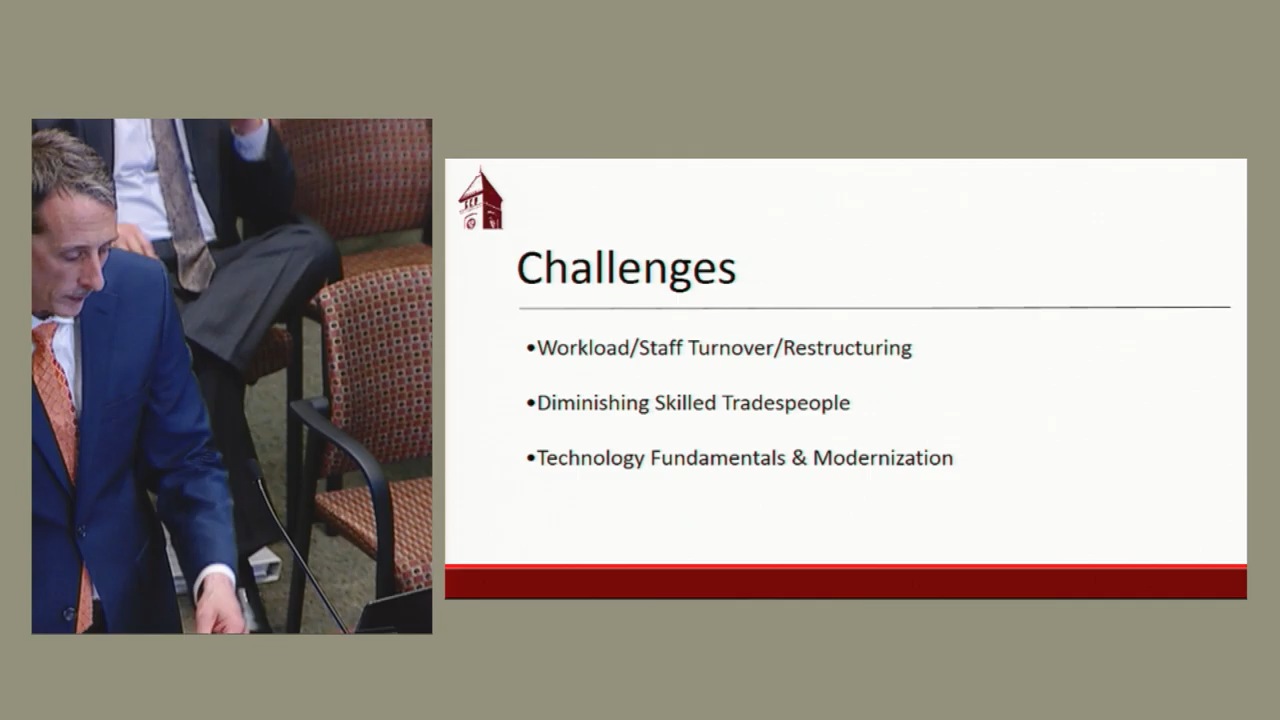 Challenges
•Workload/Staff Turnover/Restructuring
•Diminishing Skilled Tradespeople
•Technology Fundamentals & Modernization